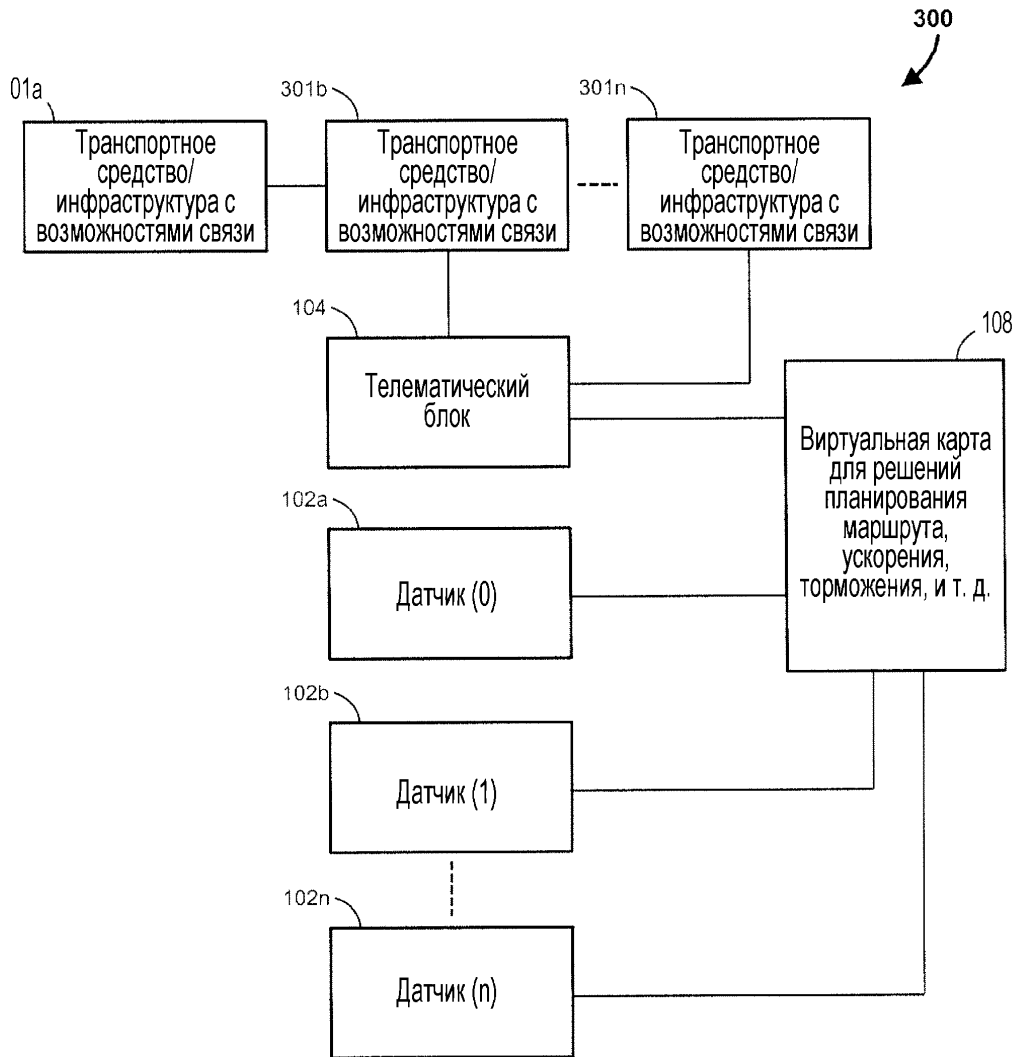 300
01a
301b
301n
Транспортное
средство/
инфраструктура с
возможностями связи
Транспортное
средство/
инфраструктура с
возможностями связи
Транспортное
средство/
инфраструктура с
возможностями связи
104
Телематический
блок
108
Виртуальная карта
для решений
планирования
маршрута,
ускорения,
торможения, и т. д.
102a
Датчик (0)
102b
Датчик (1)
102n
Датчик (n)